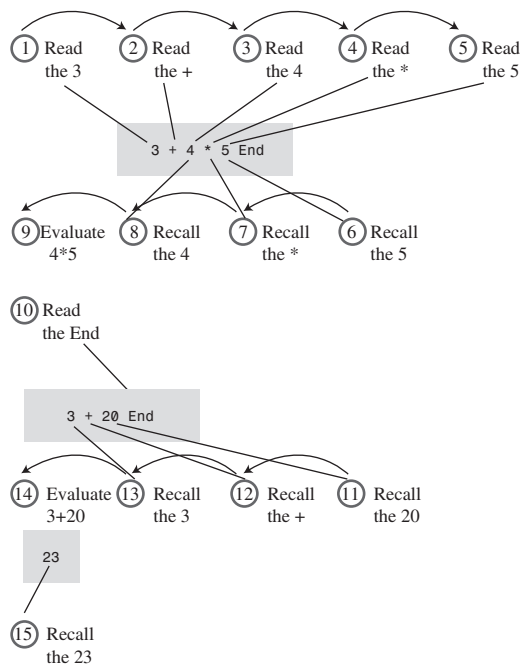 1 Read the 3
2 Read the +
3 Read the 4
4 Read the *
5 Read the 5
3 + 4 * 5 End
9 Evaluate 4*5
8 Recall the 4
7 Recall the *
6 Recall the 5
10 Read the End
3 + 20 End
14 Evaluate 3+20
13 Recall the 3
12 Recall the +
11 Recall the 20
23
15 Recall the 23